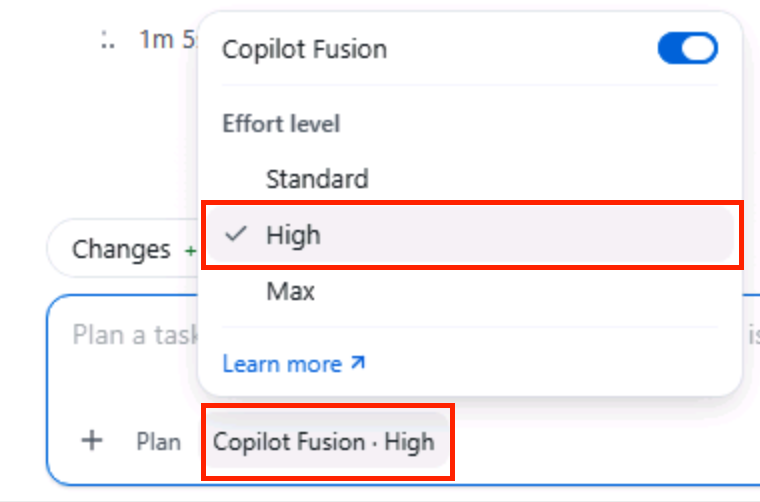 1m 5
Copilot Fusion
Effort level
Standard
High
Max
Changes +
Plan a task
Learn more ↗
+ Plan Copilot Fusion · High